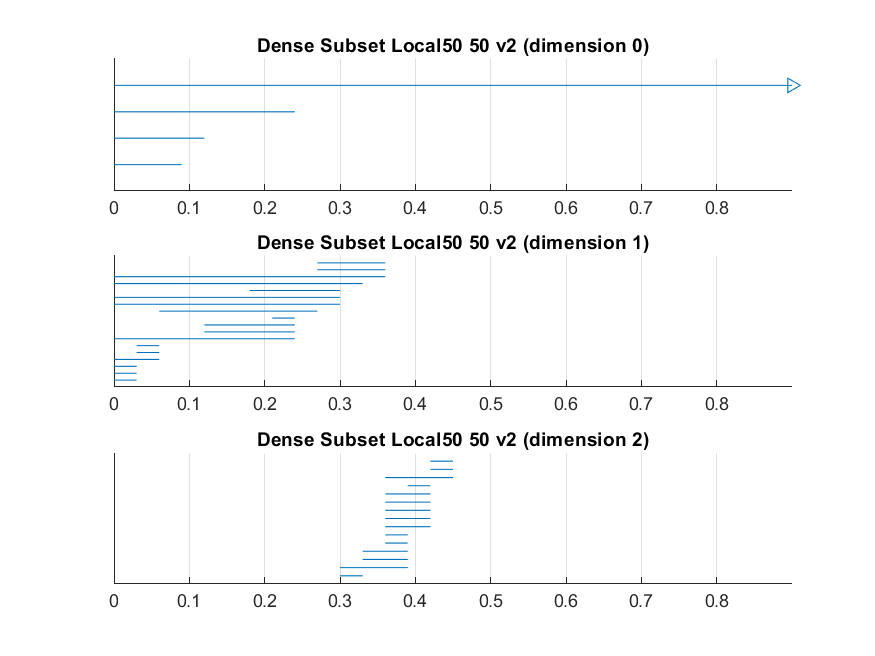 Dense Subset Local50 50 v2 (dimension 0)
0 0.1 0.2 0.3 0.4 0.5 0.6 0.7 0.8
Dense Subset Local50 50 v2 (dimension 1)
0 0.1 0.2 0.3 0.4 0.5 0.6 0.7 0.8
Dense Subset Local50 50 v2 (dimension 2)
0 0.1 0.2 0.3 0.4 0.5 0.6 0.7 0.8